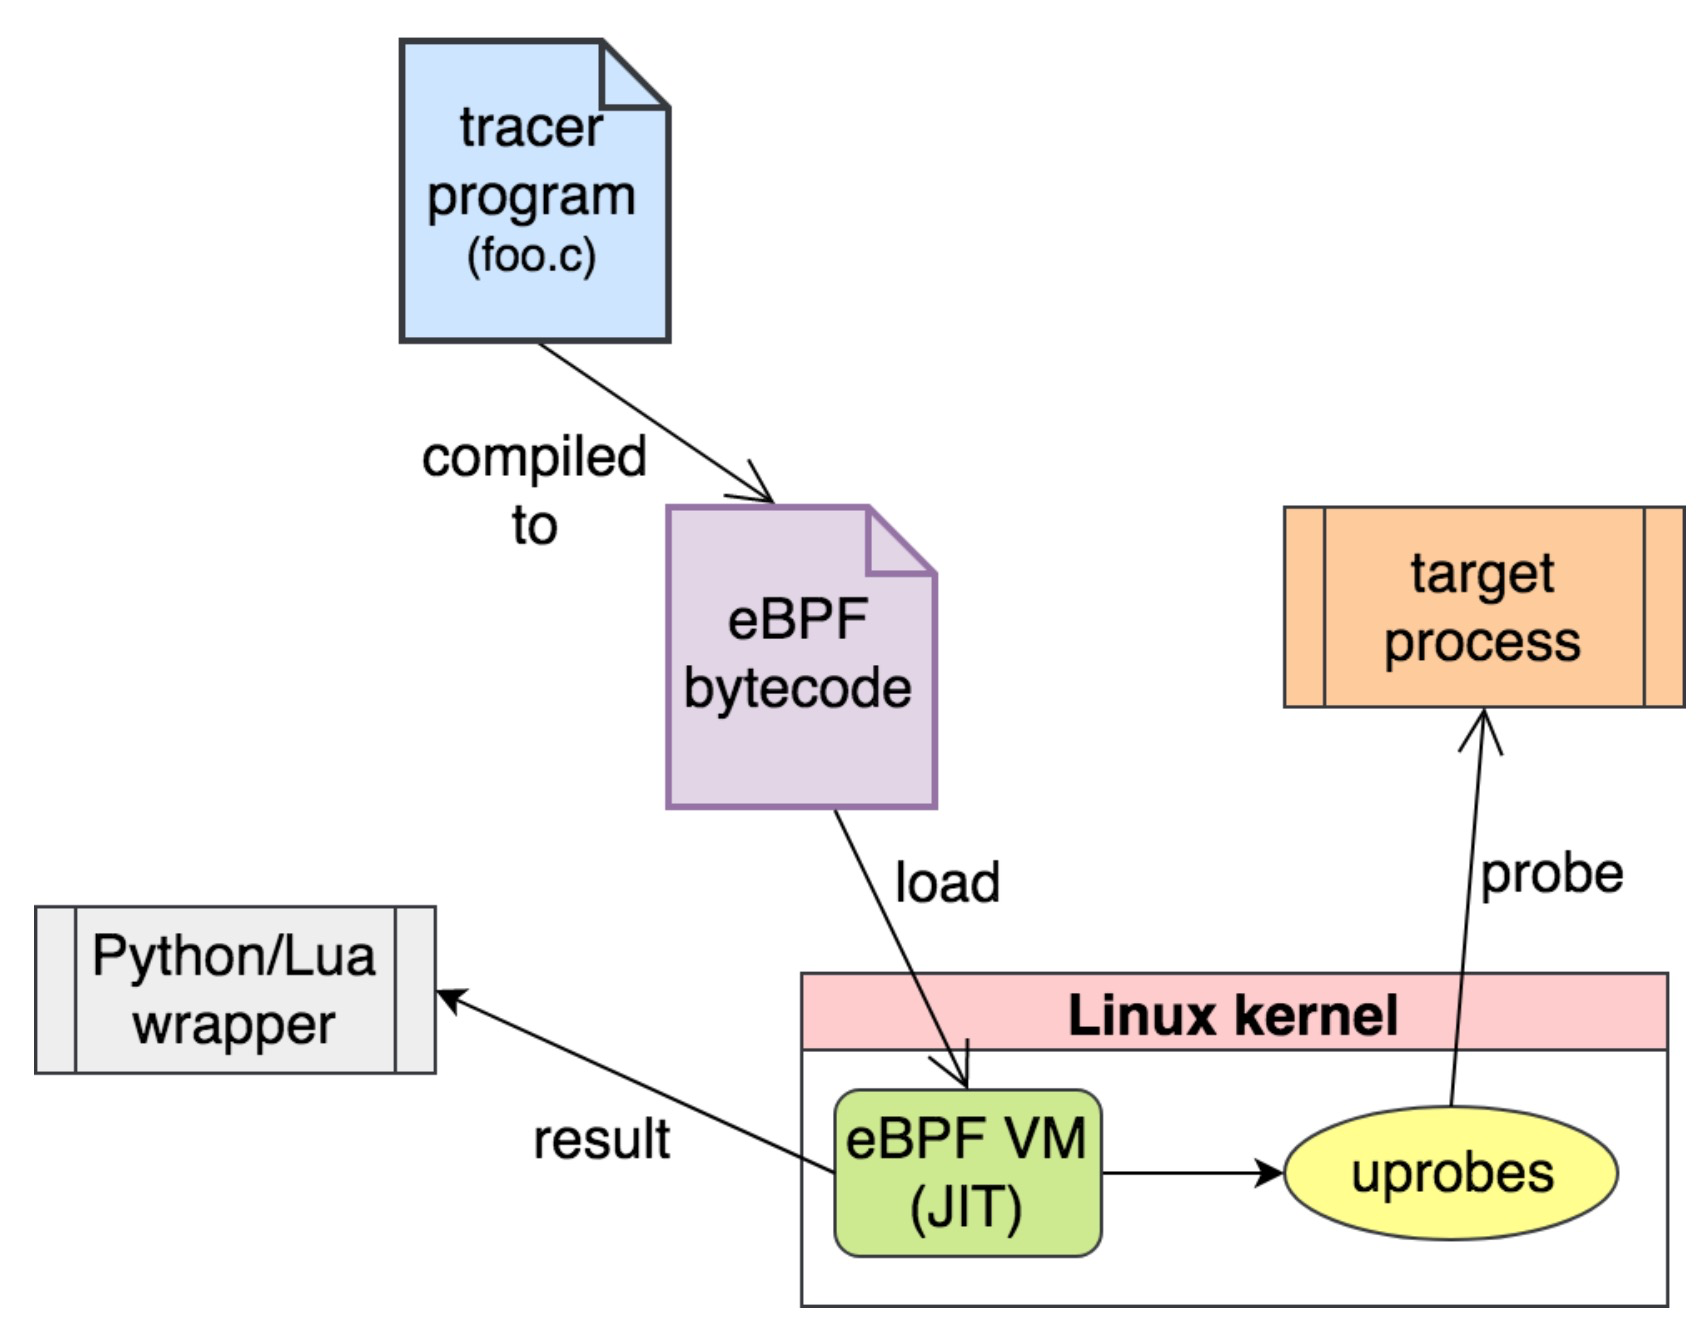 tracer
program
(foo.c)
compiled
to
eBPF
bytecode
target
process
load
probe
Python/Lua
wrapper
Linux kernel
result
eBPF VM
(JIT)
uprobes